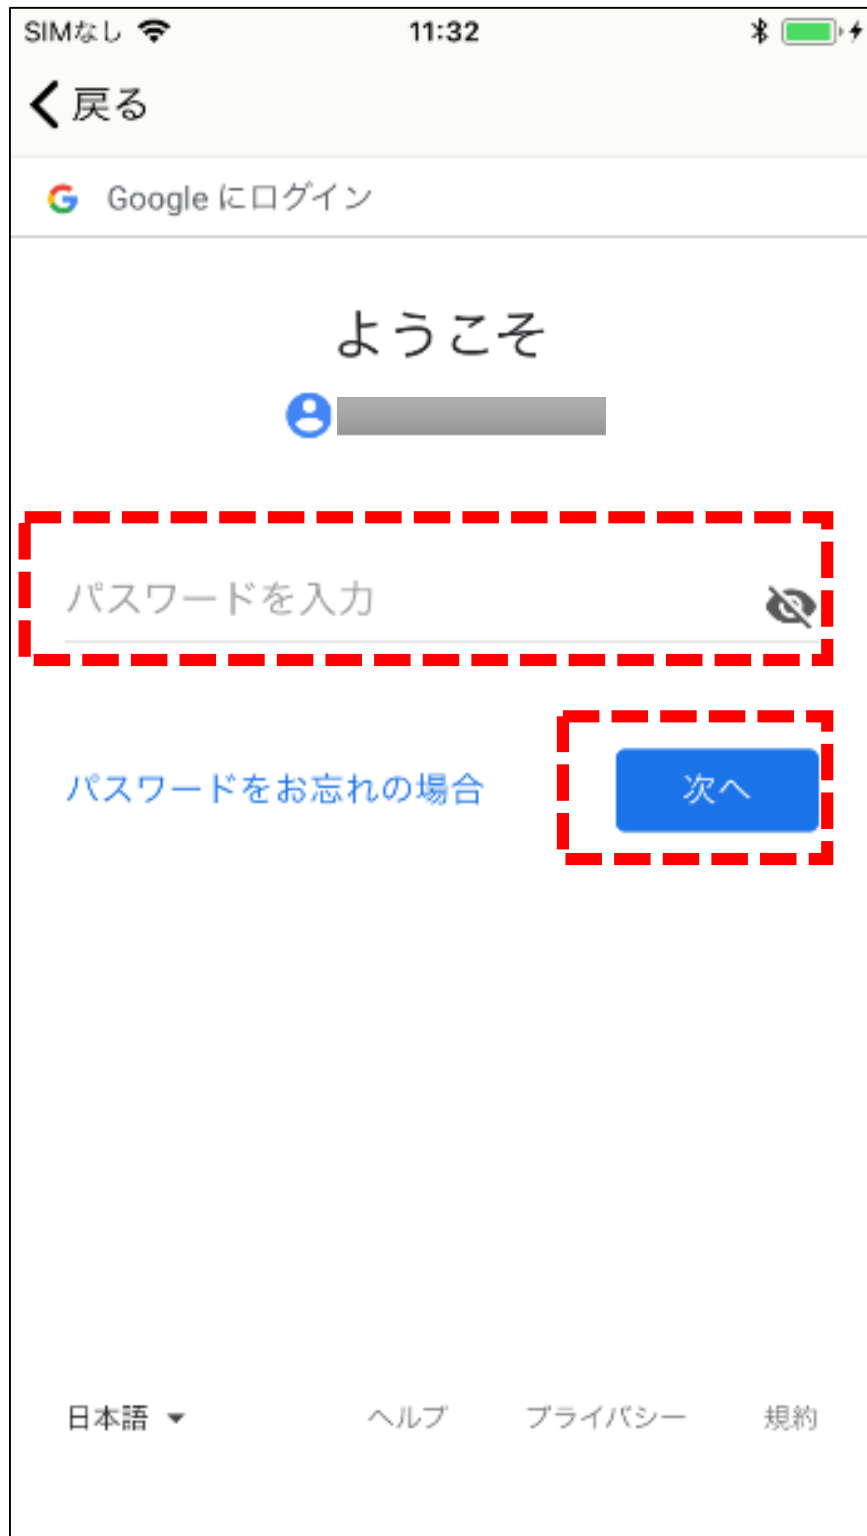 SIMなし 11:32
戻る
Google にログイン
ようこそ
パスワードを入力
パスワードをお忘れの場合 次へ
日本語 ヘルプ プライバシー 規約